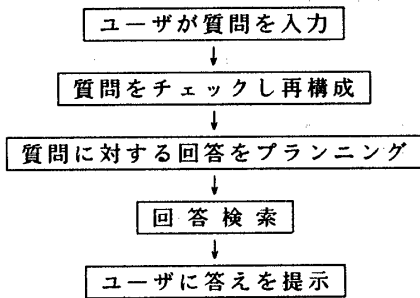 ユーザが質問を入力
質問をチェックし再構成
質問に対する回答をプランニング
回答検索
ユーザに答えを提示